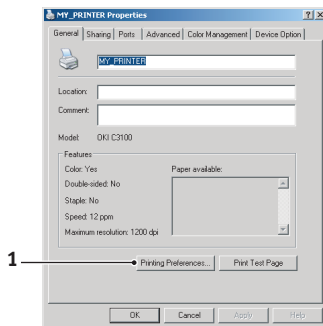 MY_PRINTER Properties
General Sharing Ports Advanced Color Management Device Option
MY_PRINTER
Location:
Comment:
Model: OKI C3100
Features
Color: Yes Paper available:
Double-sided: No
Staple: No
Speed: 12 ppm
Maximum resolution: 1200 dpi
1
Printing Preferences... Print Test Page
OK Cancel Apply Help